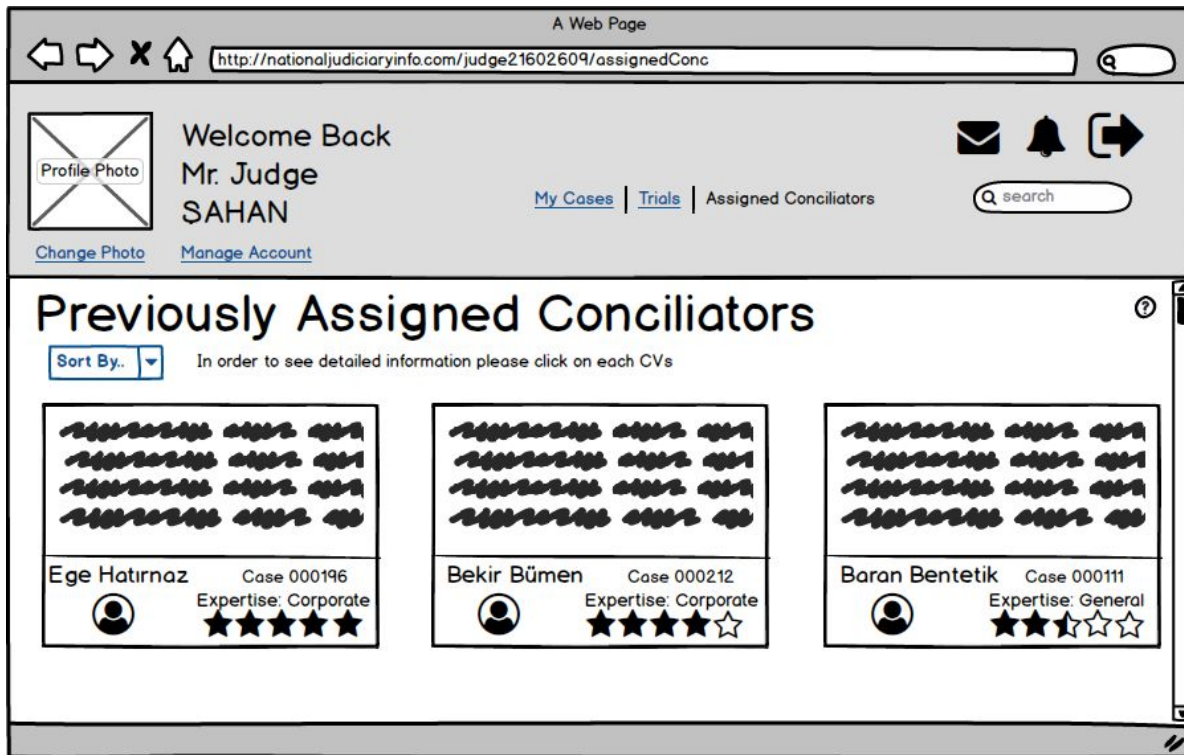 A Web Page
http://nationaljudiciaryinfo.com/judge21602609/assignedConc
Profile Photo
Welcome Back
Mr. Judge
SAHAN
Change Photo
Manage Account
My Cases | Trials | Assigned Conciliators
search
Previously Assigned Conciliators
?
Sort By..
In order to see detailed information please click on each CVs
Ege Hatırnaz
Case 000196
Expertise: Corporate
Bekir Bümen
Case 000212
Expertise: Corporate
Baran Bentetik
Case 000111
Expertise: General